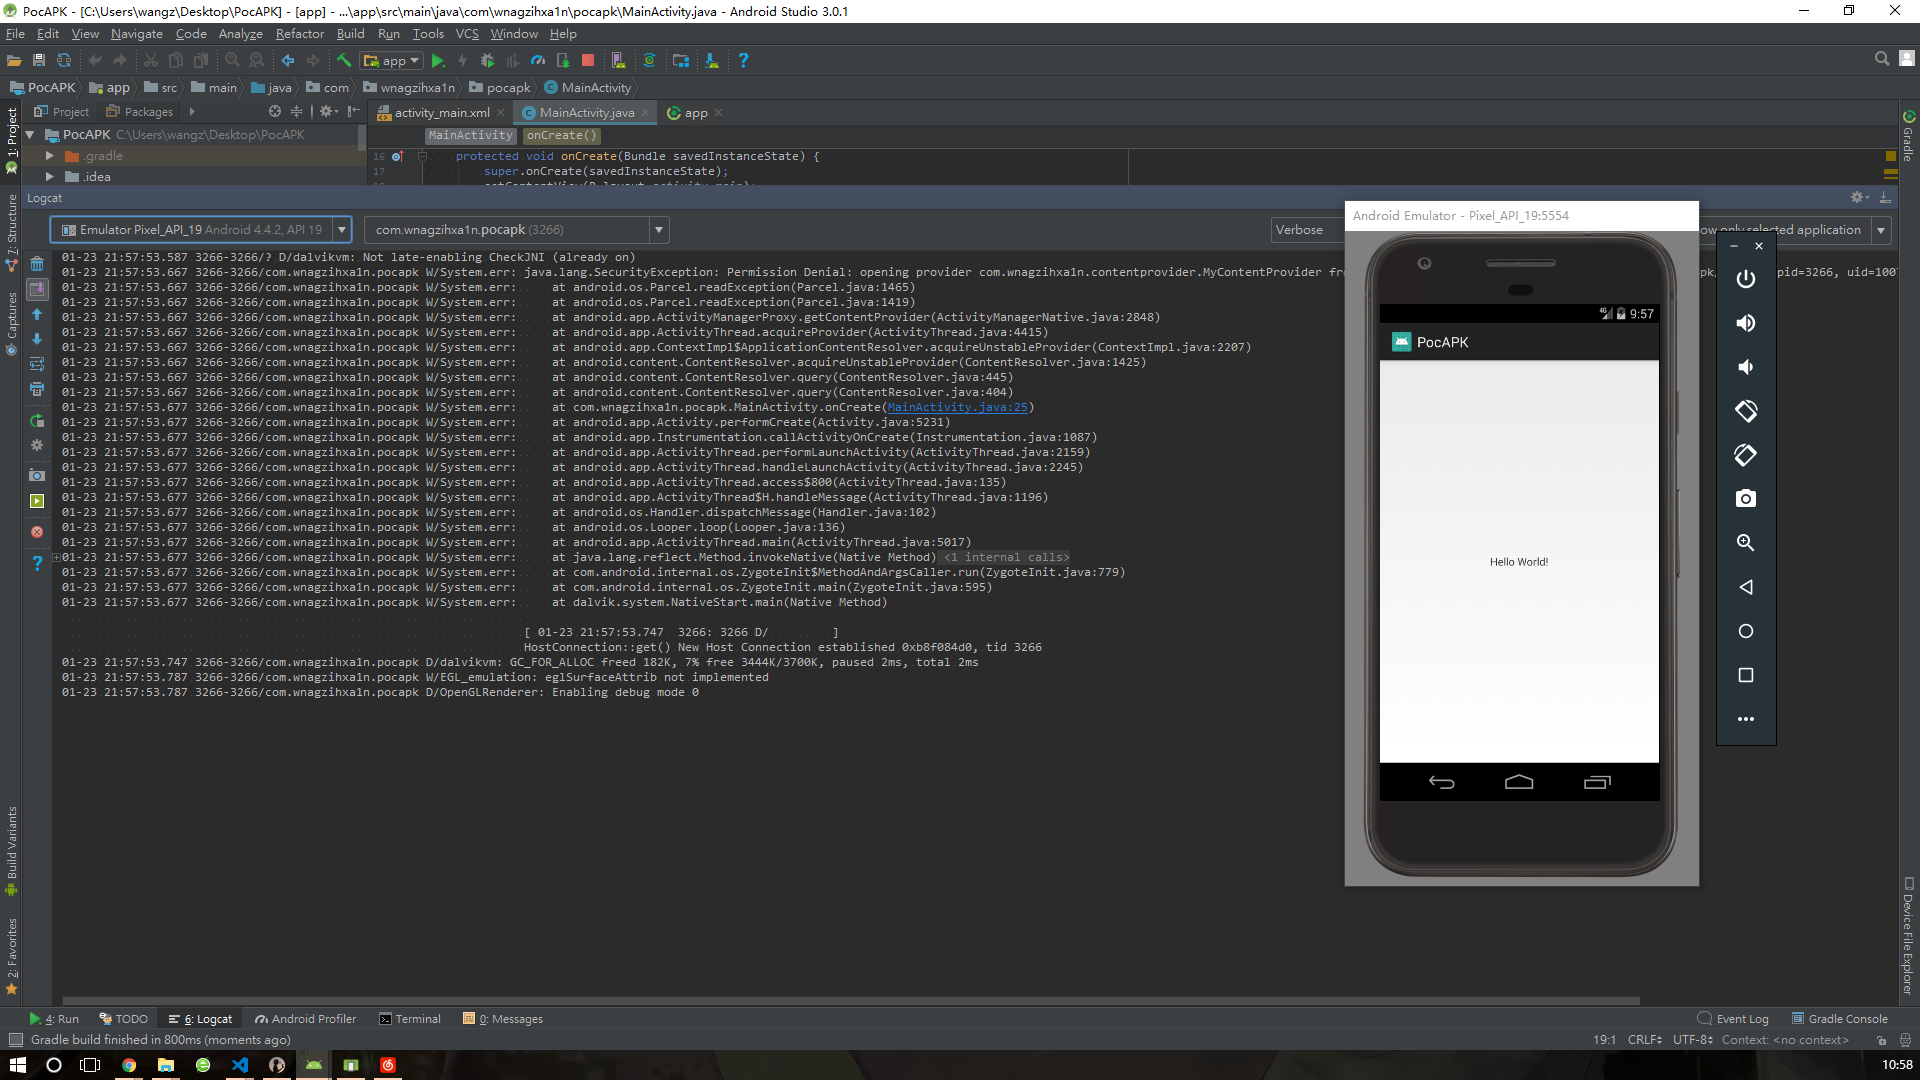 PocAPK - [C:\Users\wangz\Desktop\PocAPK] - [app] - ...\app\src\main\java\com\wnagzihxa1n\pocapk\MainActivity.java - Android Studio 3.0.1
File Edit View Navigate Code Analyze Refactor Build Run Tools VCS Window Help
app
PocAPK app src main java com wnagzihxa1n pocapk MainActivity
Project Packages activity_main.xml MainActivity.java app
PocAPK C:\Users\wangz\Desktop\PocAPK
MainActivity onCreate()
.gradle
.idea
16 protected void onCreate(Bundle savedInstanceState) {
17 super.onCreate(savedInstanceState);
setContentView(R.layout.activity_main);
Logcat
Emulator Pixel_API_19 Android 4.4.2, API 19
com.wnagzihxa1n.pocapk (3266)
Verbose
ow only selected application
01-23 21:57:53.587 3266-3266/? D/dalvikvm: Not late-enabling CheckJNI (already on)
01-23 21:57:53.667 3266-3266/com.wnagzihxa1n.pocapk W/System.err: java.lang.SecurityException: Permission Denial: opening provider com.wnagzihxa1n.contentprovider.MyContentProvider fr
pid=3266, uid=100
01-23 21:57:53.667 3266-3266/com.wnagzihxa1n.pocapk W/System.err: at android.os.Parcel.readException(Parcel.java:1465)
01-23 21:57:53.667 3266-3266/com.wnagzihxa1n.pocapk W/System.err: at android.os.Parcel.readException(Parcel.java:1419)
01-23 21:57:53.667 3266-3266/com.wnagzihxa1n.pocapk W/System.err: at android.app.ActivityManagerProxy.getContentProvider(ActivityManagerNative.java:2848)
01-23 21:57:53.667 3266-3266/com.wnagzihxa1n.pocapk W/System.err: at android.app.ActivityThread.acquireProvider(ActivityThread.java:4415)
01-23 21:57:53.667 3266-3266/com.wnagzihxa1n.pocapk W/System.err: at android.app.ContextImpl$ApplicationContentResolver.acquireUnstableProvider(ContextImpl.java:2207)
01-23 21:57:53.667 3266-3266/com.wnagzihxa1n.pocapk W/System.err: at android.content.ContentResolver.acquireUnstableProvider(ContentResolver.java:1425)
01-23 21:57:53.667 3266-3266/com.wnagzihxa1n.pocapk W/System.err: at android.content.ContentResolver.query(ContentResolver.java:445)
01-23 21:57:53.667 3266-3266/com.wnagzihxa1n.pocapk W/System.err: at android.content.ContentResolver.query(ContentResolver.java:404)
01-23 21:57:53.677 3266-3266/com.wnagzihxa1n.pocapk W/System.err: at com.wnagzihxa1n.pocapk.MainActivity.onCreate(MainActivity.java:25)
01-23 21:57:53.677 3266-3266/com.wnagzihxa1n.pocapk W/System.err: at android.app.Activity.performCreate(Activity.java:5231)
01-23 21:57:53.677 3266-3266/com.wnagzihxa1n.pocapk W/System.err: at android.app.Instrumentation.callActivityOnCreate(Instrumentation.java:1087)
01-23 21:57:53.677 3266-3266/com.wnagzihxa1n.pocapk W/System.err: at android.app.ActivityThread.performLaunchActivity(ActivityThread.java:2159)
01-23 21:57:53.677 3266-3266/com.wnagzihxa1n.pocapk W/System.err: at android.app.ActivityThread.handleLaunchActivity(ActivityThread.java:2245)
01-23 21:57:53.677 3266-3266/com.wnagzihxa1n.pocapk W/System.err: at android.app.ActivityThread.access$800(ActivityThread.java:135)
01-23 21:57:53.677 3266-3266/com.wnagzihxa1n.pocapk W/System.err: at android.app.ActivityThread$H.handleMessage(ActivityThread.java:1196)
01-23 21:57:53.677 3266-3266/com.wnagzihxa1n.pocapk W/System.err: at android.os.Handler.dispatchMessage(Handler.java:102)
01-23 21:57:53.677 3266-3266/com.wnagzihxa1n.pocapk W/System.err: at android.os.Looper.loop(Looper.java:136)
01-23 21:57:53.677 3266-3266/com.wnagzihxa1n.pocapk W/System.err: at android.app.ActivityThread.main(ActivityThread.java:5017)
01-23 21:57:53.677 3266-3266/com.wnagzihxa1n.pocapk W/System.err: at java.lang.reflect.Method.invokeNative(Native Method) <1 internal calls>
01-23 21:57:53.677 3266-3266/com.wnagzihxa1n.pocapk W/System.err: at com.android.internal.os.ZygoteInit$MethodAndArgsCaller.run(ZygoteInit.java:779)
01-23 21:57:53.677 3266-3266/com.wnagzihxa1n.pocapk W/System.err: at com.android.internal.os.ZygoteInit.main(ZygoteInit.java:595)
01-23 21:57:53.677 3266-3266/com.wnagzihxa1n.pocapk W/System.err: at dalvik.system.NativeStart.main(Native Method)
[ 01-23 21:57:53.747 3266: 3266 D/ ]
HostConnection::get() New Host Connection established 0xb8f084d0, tid 3266
01-23 21:57:53.747 3266-3266/com.wnagzihxa1n.pocapk D/dalvikvm: GC_FOR_ALLOC freed 182K, 7% free 3444K/3700K, paused 2ms, total 2ms
01-23 21:57:53.787 3266-3266/com.wnagzihxa1n.pocapk W/EGL_emulation: eglSurfaceAttrib not implemented
01-23 21:57:53.787 3266-3266/com.wnagzihxa1n.pocapk D/OpenGLRenderer: Enabling debug mode 0
Android Emulator - Pixel_API_19:5554
4G 9:57
PocAPK
Hello World!
1: Project
7: Structure
Captures
Build Variants
2: Favorites
Gradle
Device File Explorer
4: Run TODO 6: Logcat Android Profiler Terminal 0: Messages Event Log Gradle Console
Gradle build finished in 800ms (moments ago) 19:1 CRLF UTF-8 Context: <no context>
10:58